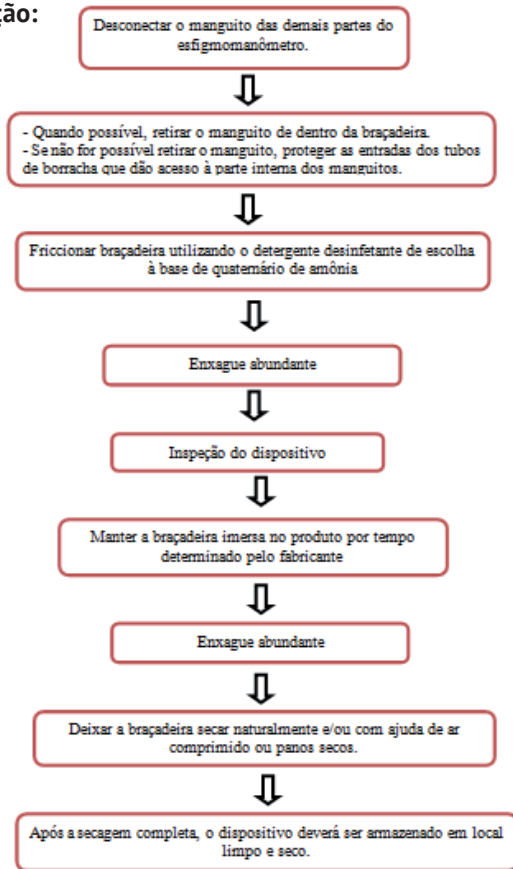 ção:
Desconectar o manguito das demais partes do
esfigmomanômetro.
- Quando possível, retirar o manguito de dentro da braçadeira.
- Se não for possível retirar o manguito, proteger as entradas dos tubos
de borracha que dão acesso à parte interna dos manguitos.
Friccionar braçadeira utilizando o detergente desinfetante de escolha
à base de quaternário de amônia
Enxague abundante
Inspeção do dispositivo
Manter a braçadeira imersa no produto por tempo
determinado pelo fabricante
Enxague abundante
Deixar a braçadeira secar naturalmente e/ou com ajuda de ar
comprimido ou panos secos.
Após a secagem completa, o dispositivo deverá ser armazenado em local
limpo e seco.